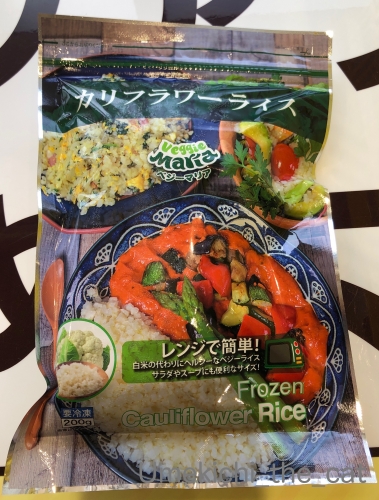 カリフラワーライス
Veggie
Maria
ベジーマリア
レンジで簡単!
白米の代わりにヘルシーなベジーライス
サラダやスープにも便利なサイズ!
Frozen
Cauliflower Rice
要冷凍
200g
Umekichi the cat